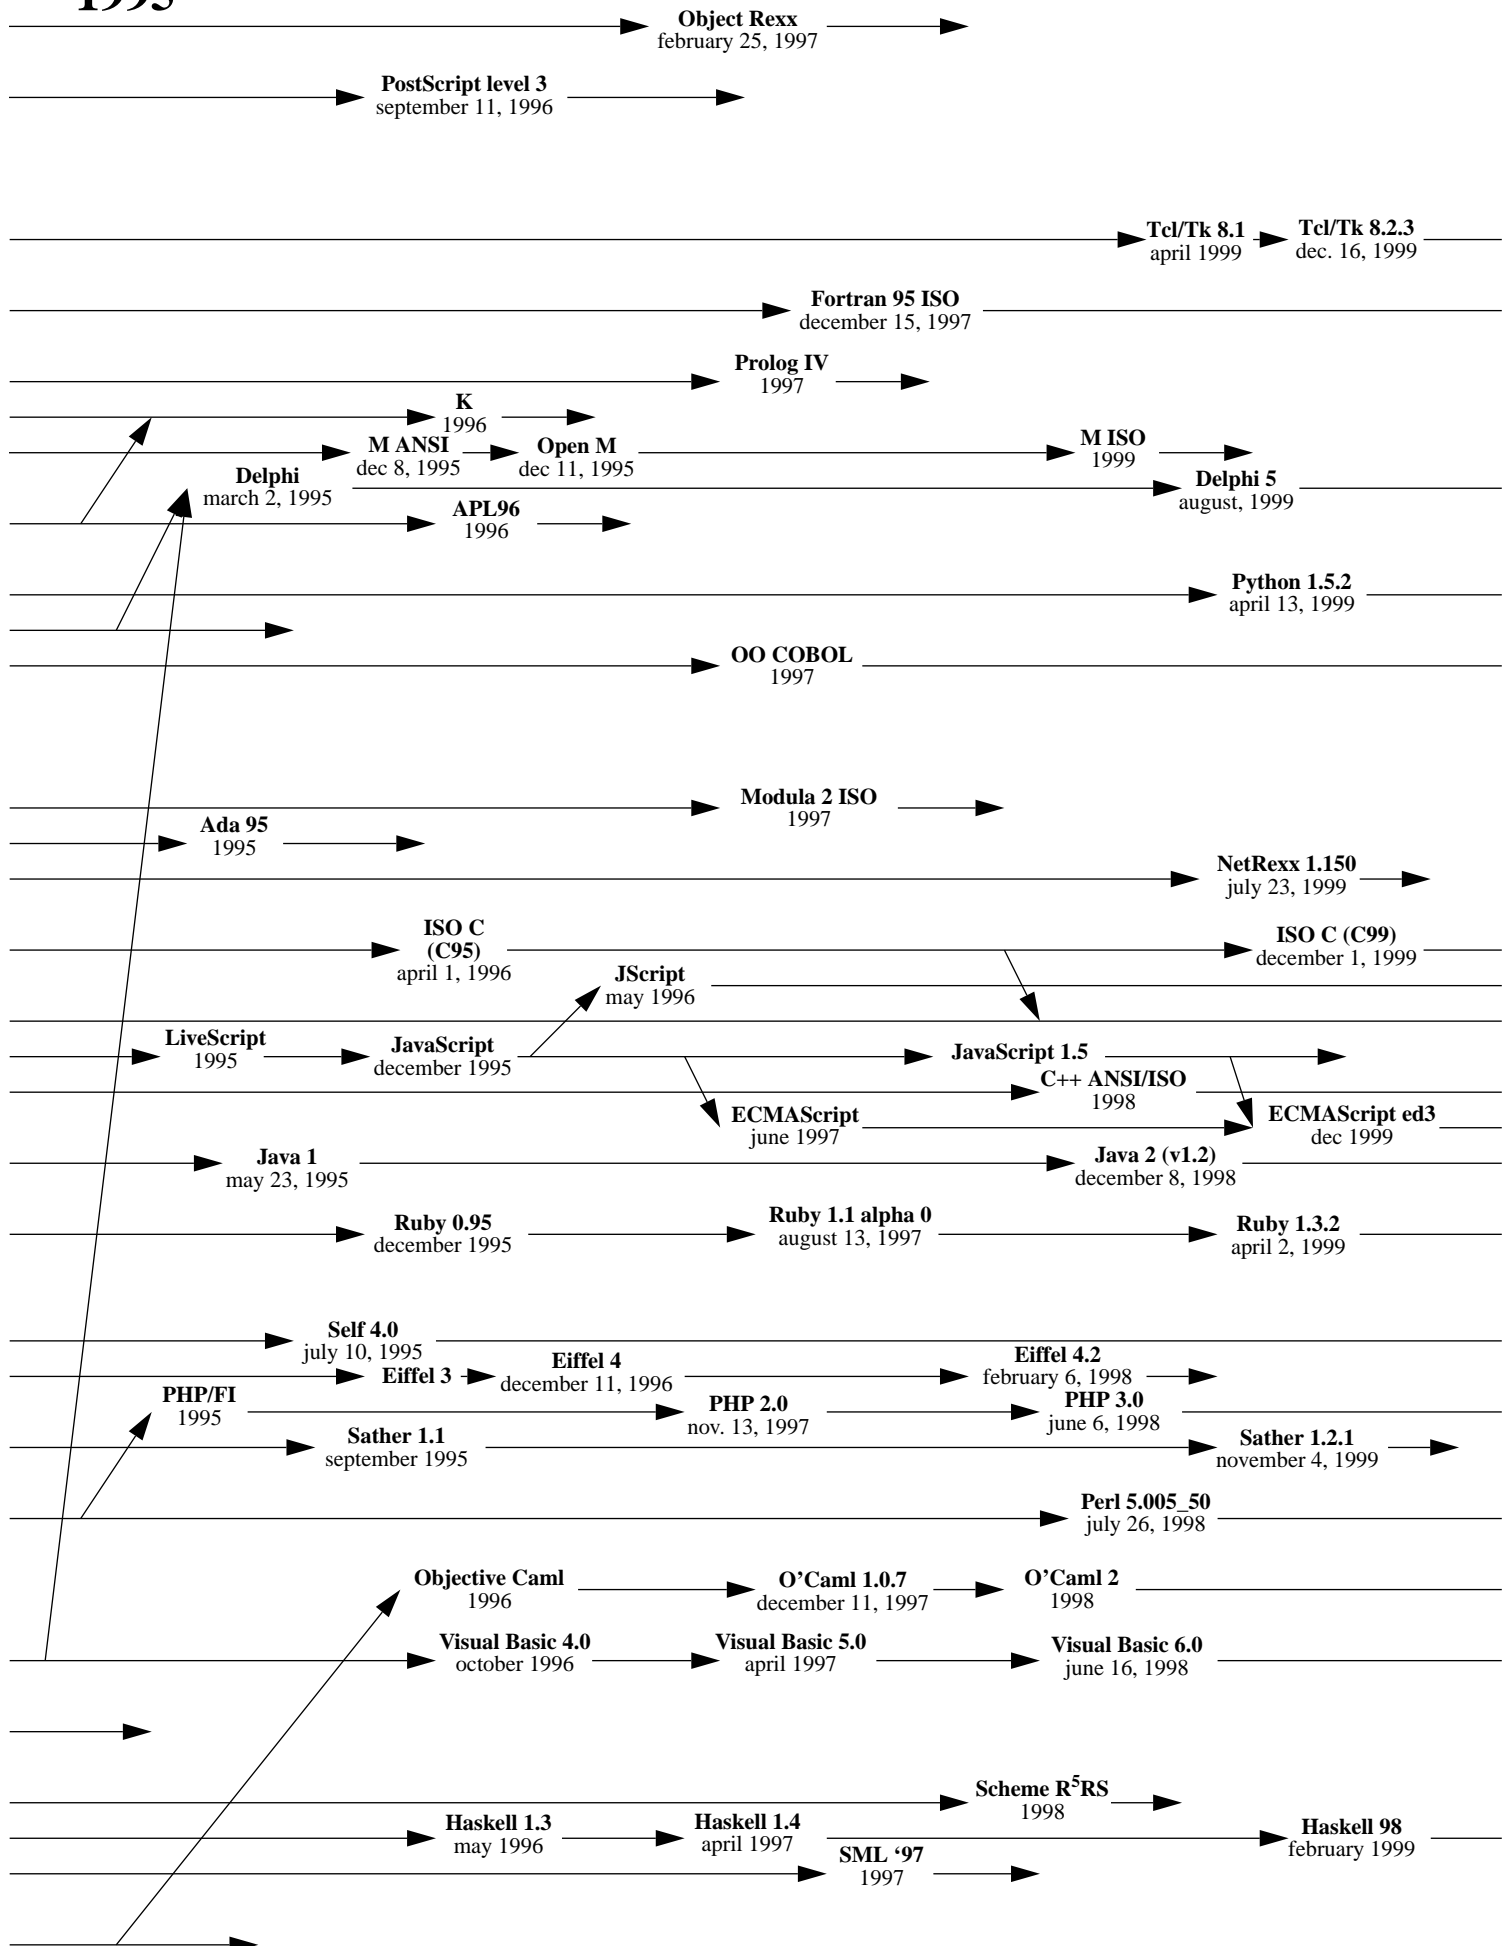 1995
Object Rexx
february 25, 1997
PostScript level 3
september 11, 1996
Tcl/Tk 8.1
april 1999
Tcl/Tk 8.2.3
dec. 16, 1999
Fortran 95 ISO
december 15, 1997
Prolog IV
1997
K
1996
M ANSI
dec 8, 1995
Open M
dec 11, 1995
M ISO
1999
Delphi
march 2, 1995
Delphi 5
august, 1999
APL96
1996
Python 1.5.2
april 13, 1999
OO COBOL
1997
Modula 2 ISO
1997
Ada 95
1995
NetRexx 1.150
july 23, 1999
ISO C
(C95)
april 1, 1996
ISO C (C99)
december 1, 1999
JScript
may 1996
LiveScript
1995
JavaScript
december 1995
JavaScript 1.5
C++ ANSI/ISO
1998
ECMAScript
june 1997
ECMAScript ed3
dec 1999
Java 1
may 23, 1995
Java 2 (v1.2)
december 8, 1998
Ruby 0.95
december 1995
Ruby 1.1 alpha 0
august 13, 1997
Ruby 1.3.2
april 2, 1999
Self 4.0
july 10, 1995
Eiffel 3
Eiffel 4
december 11, 1996
Eiffel 4.2
february 6, 1998
PHP/FI
1995
PHP 2.0
nov. 13, 1997
PHP 3.0
june 6, 1998
Sather 1.1
september 1995
Sather 1.2.1
november 4, 1999
Perl 5.005_50
july 26, 1998
Objective Caml
1996
O’Caml 1.0.7
december 11, 1997
O’Caml 2
1998
Visual Basic 4.0
october 1996
Visual Basic 5.0
april 1997
Visual Basic 6.0
june 16, 1998
Scheme R⁵RS
1998
Haskell 1.3
may 1996
Haskell 1.4
april 1997
Haskell 98
february 1999
SML ‘97
1997